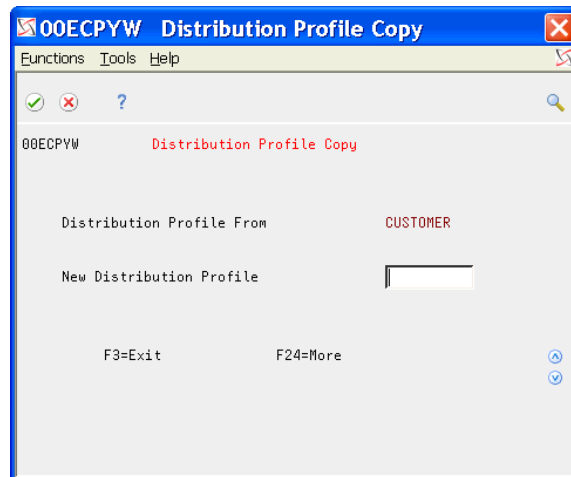 00ECPYW Distribution Profile Copy
Functions Tools Help
?
00ECPYW Distribution Profile Copy
Distribution Profile From CUSTOMER
New Distribution Profile
F3=Exit F24=More